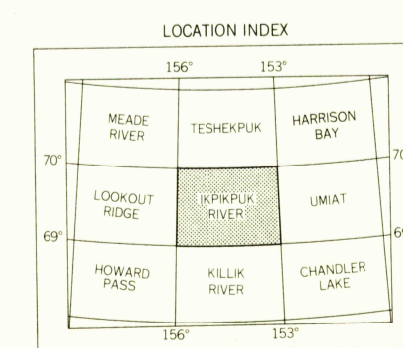 LOCATION INDEX
156° 153°
MEADE RIVER
TESHEKPUK
HARRISON BAY
70° 70
LOOKOUT RIDGE
IKPIKPUK RIVER
UMIAT
69° 69
HOWARD PASS
KILLIK RIVER
CHANDLER LAKE
156° 153°